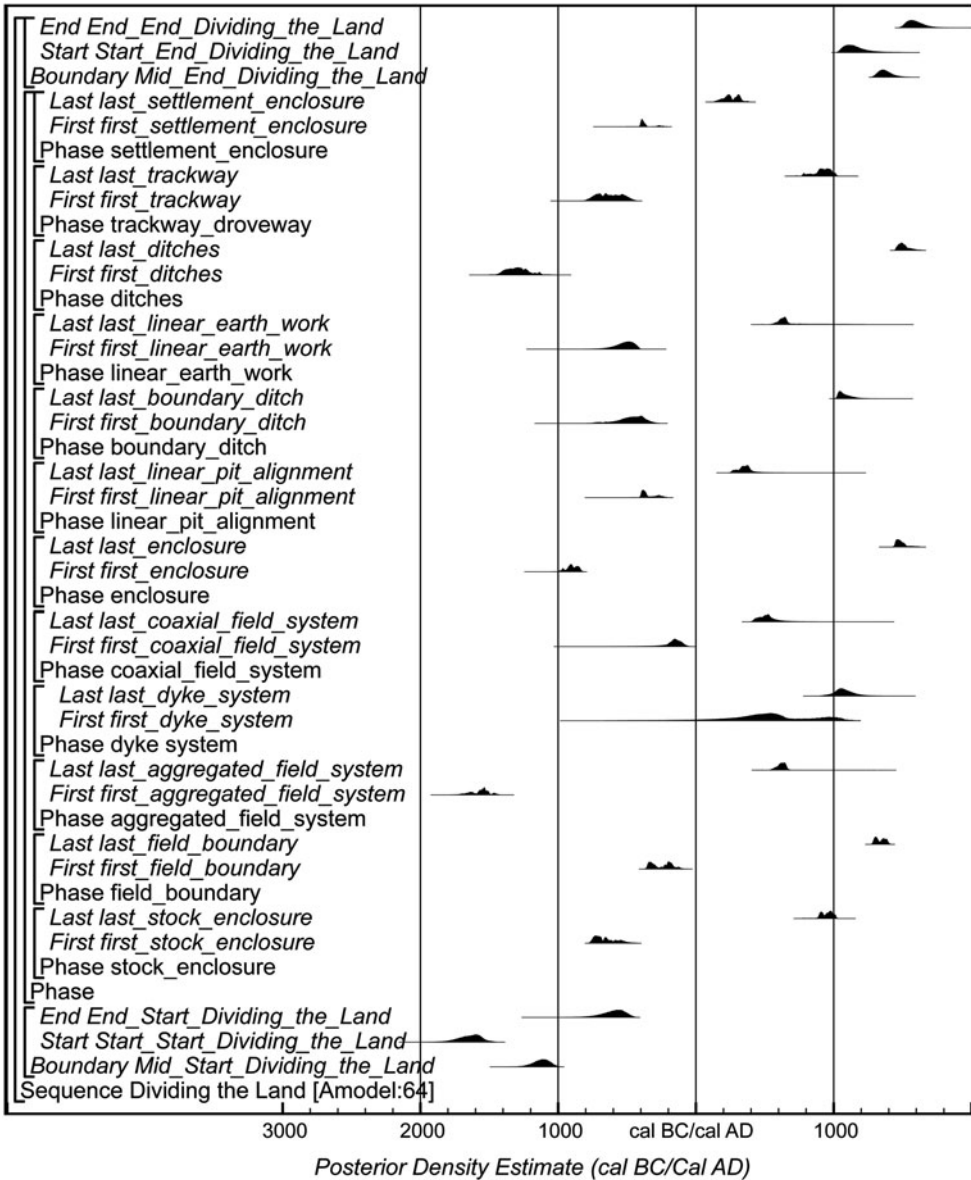 End End_End_Dividing_the_Land
Start Start_End_Dividing_the_Land
Boundary Mid_End_Dividing_the_Land
Last last_settlement_enclosure
First first_settlement_enclosure
Phase settlement_enclosure
Last last_trackway
First first_trackway
Phase trackway_droveway
Last last_ditches
First first_ditches
Phase ditches
Last last_linear_earth_work
First first_linear_earth_work
Phase linear_earth_work
Last last_boundary_ditch
First first_boundary_ditch
Phase boundary_ditch
Last last_linear_pit_alignment
First first_linear_pit_alignment
Phase linear_pit_alignment
Last last_enclosure
First first_enclosure
Phase enclosure
Last last_coaxial_field_system
First first_coaxial_field_system
Phase coaxial_field_system
Last last_dyke_system
First first_dyke_system
Phase dyke system
Last last_aggregated_field_system
First first_aggregated_field_system
Phase aggregated_field_system
Last last_field_boundary
First first_field_boundary
Phase field_boundary
Last last_stock_enclosure
First first_stock_enclosure
Phase stock_enclosure
Phase
End End_Start_Dividing_the_Land
Start Start_Start_Dividing_the_Land
Boundary Mid_Start_Dividing_the_Land
Sequence Dividing the Land [Amodel:64]
3000 2000 1000 cal BC/cal AD 1000
Posterior Density Estimate (cal BC/Cal AD)